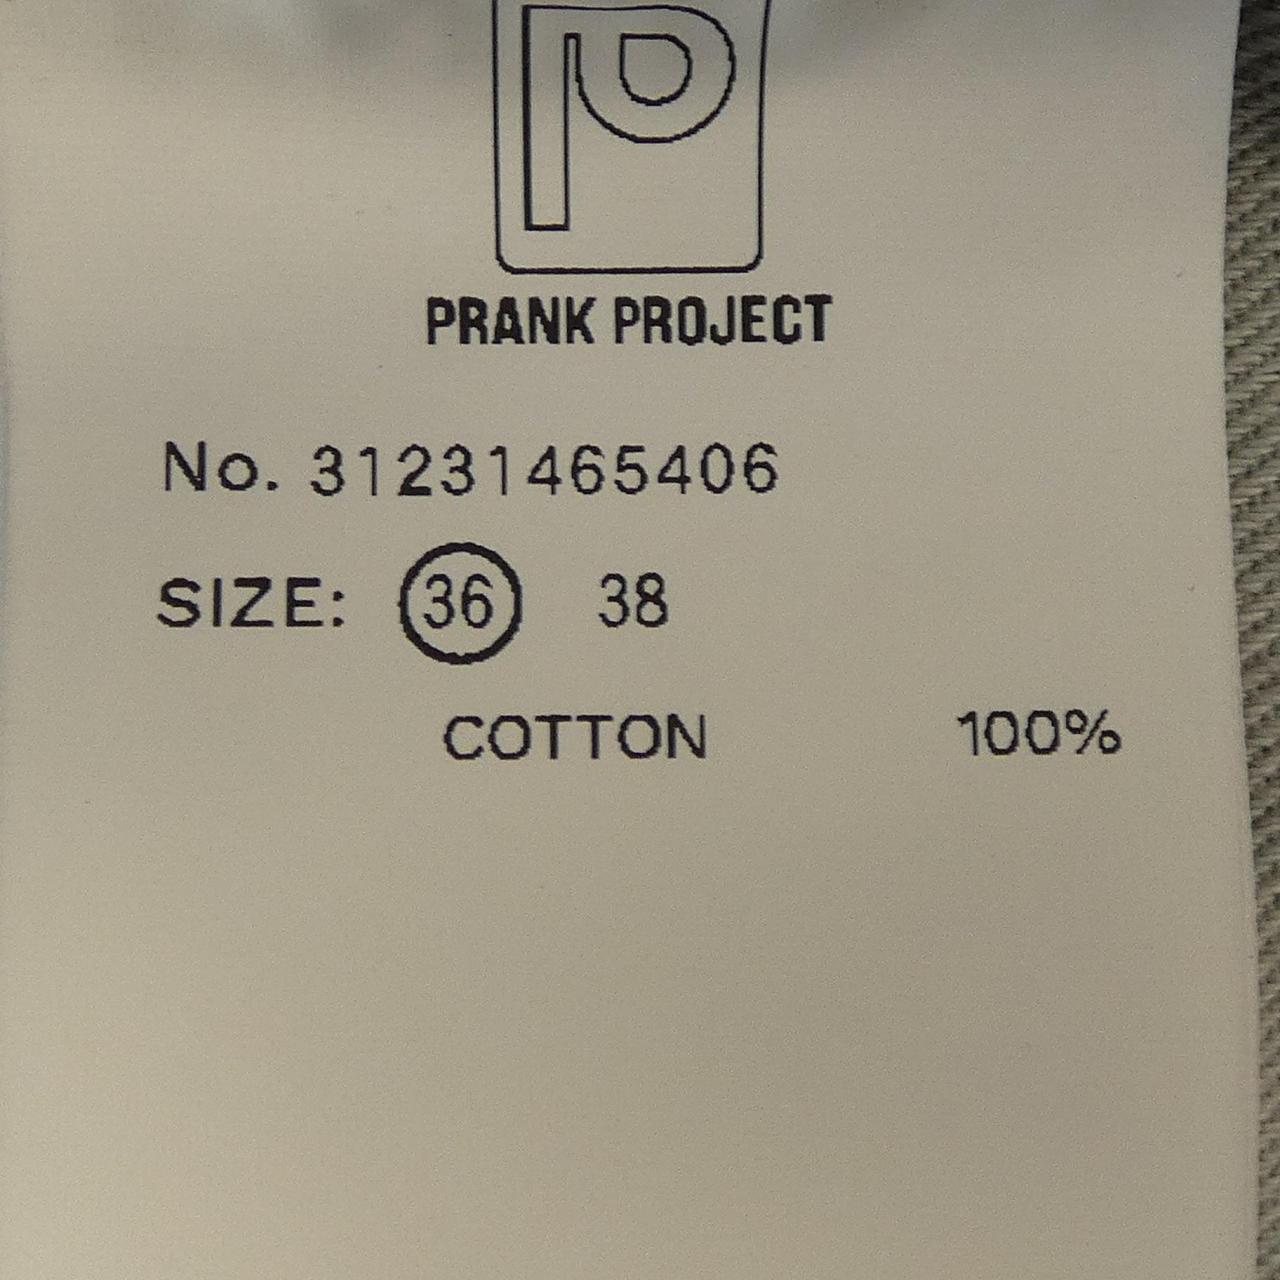 P
PRANK PROJECT
No. 31231465406
SIZE: 36 38
COTTON 100%